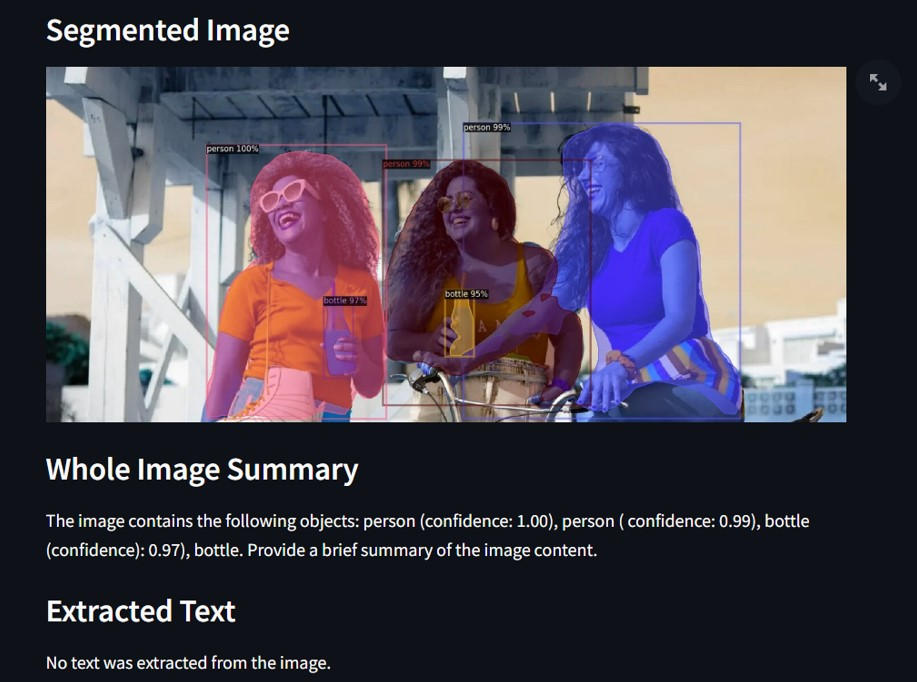 Segmented Image
person 99%
person 100%
person 99%
bottle 95%
bottle 97%
Whole Image Summary
The image contains the following objects: person (confidence: 1.00), person ( confidence: 0.99), bottle
(confidence): 0.97), bottle. Provide a brief summary of the image content.
Extracted Text
No text was extracted from the image.